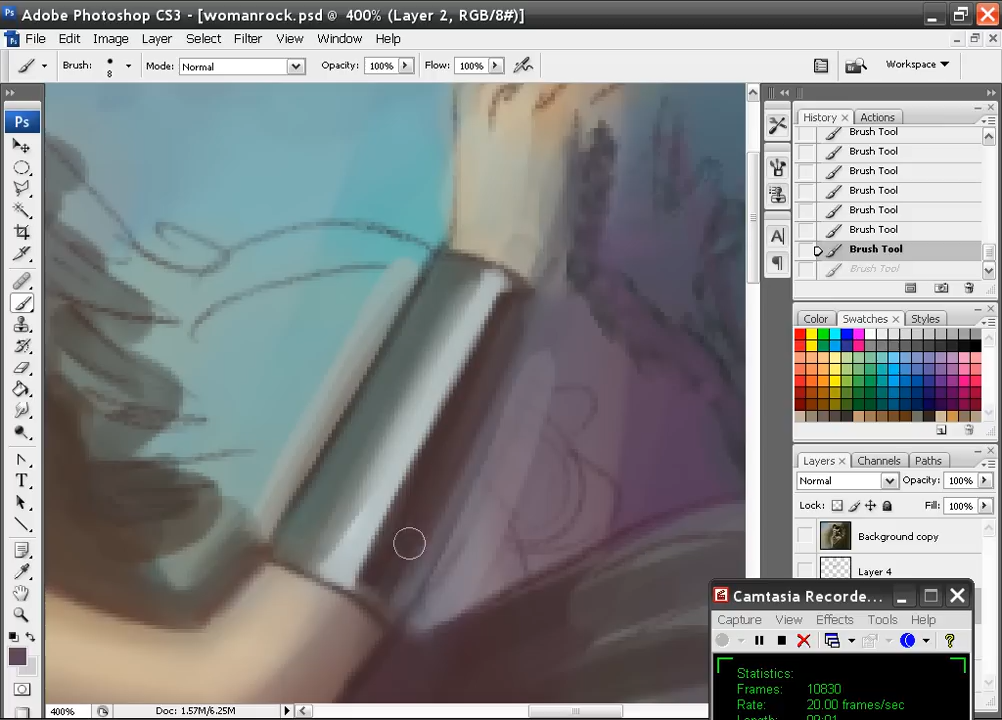 Adobe Photoshop CS3 - [womanrock.psd @ 400% (Layer 2, RGB/8#)]
File Edit Image Layer Select Filter View Window Help
Brush: 8 Mode: Normal Opacity: 100% Flow: 100% Workspace
Ps
History Actions
Brush Tool
Brush Tool
Brush Tool
Brush Tool
Brush Tool
Brush Tool
Brush Tool
Brush Tool
Color Swatches Styles
Layers Channels Paths
Normal Opacity: 100%
Lock: Fill: 100%
Background copy
Layer 4
Camtasia Recorde...
Capture View Effects Tools Help
Statistics:
Frames: 10830
Rate: 20.00 frames/sec
400% Doc: 1.57M/6.25M